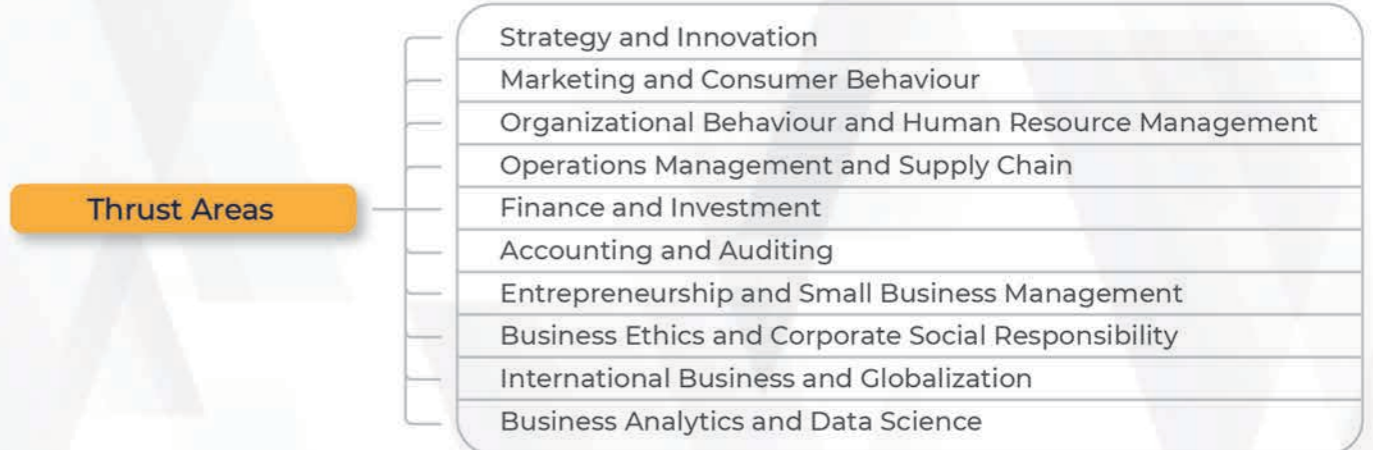 Thrust Areas
Strategy and Innovation
Marketing and Consumer Behaviour
Organizational Behaviour and Human Resource Management
Operations Management and Supply Chain
Finance and Investment
Accounting and Auditing
Entrepreneurship and Small Business Management
Business Ethics and Corporate Social Responsibility
International Business and Globalization
Business Analytics and Data Science